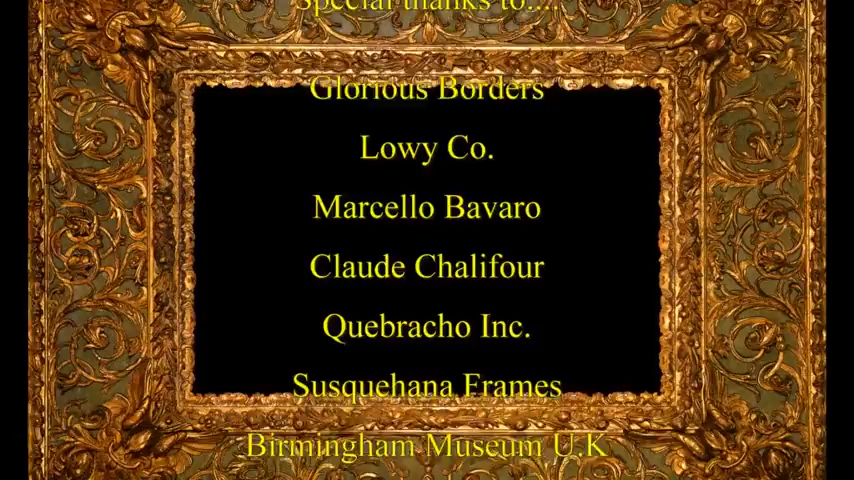 Special thanks to....
Glorious Borders
Lowy Co.
Marcello Bavaro
Claude Chalifour
Quebracho Inc.
Susquehana Frames
Birmingham Museum U.K